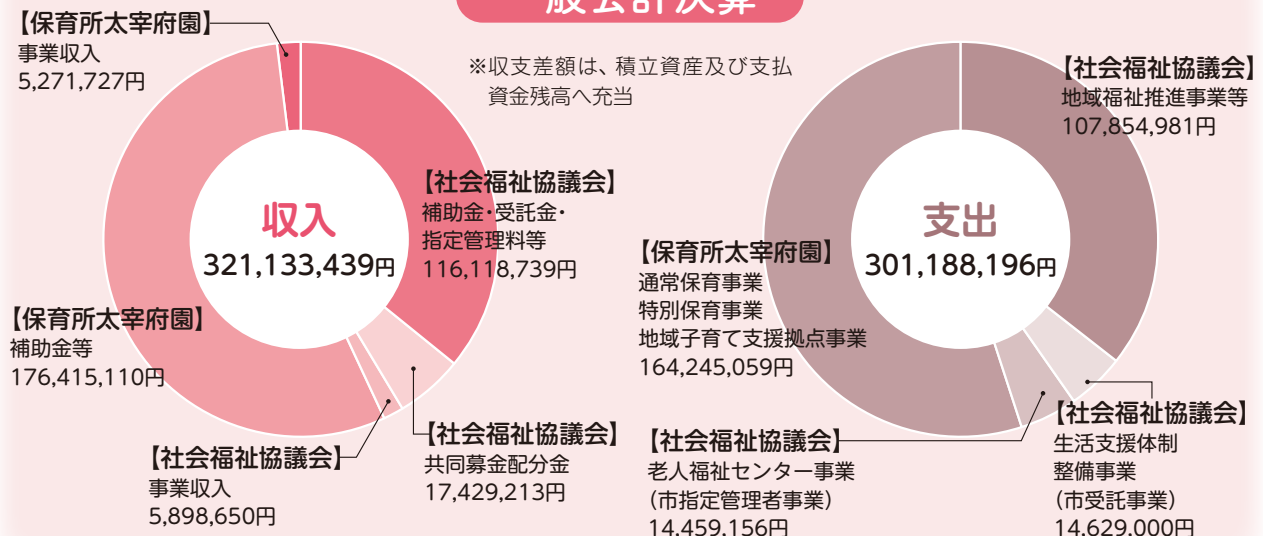 般会計決算
※収支差額は、積立資産及び支払
資金残高へ充当
【保育所太宰府園】
事業収入
5,271,727円
【社会福祉協議会】
補助金・受託金・
指定管理料等
116,118,739円
収入
321,133,439円
【保育所太宰府園】
補助金等
176,415,110円
【社会福祉協議会】
事業収入
5,898,650円
【社会福祉協議会】
共同募金配分金
17,429,213円
【社会福祉協議会】
地域福祉推進事業等
107,854,981円
支出
301,188,196円
【保育所太宰府園】
通常保育事業
特別保育事業
地域子育て支援拠点事業
164,245,059円
【社会福祉協議会】
老人福祉センター事業
(市指定管理者事業)
14,459,156円
【社会福祉協議会】
生活支援体制
整備事業
(市受託事業)
14,629,000円